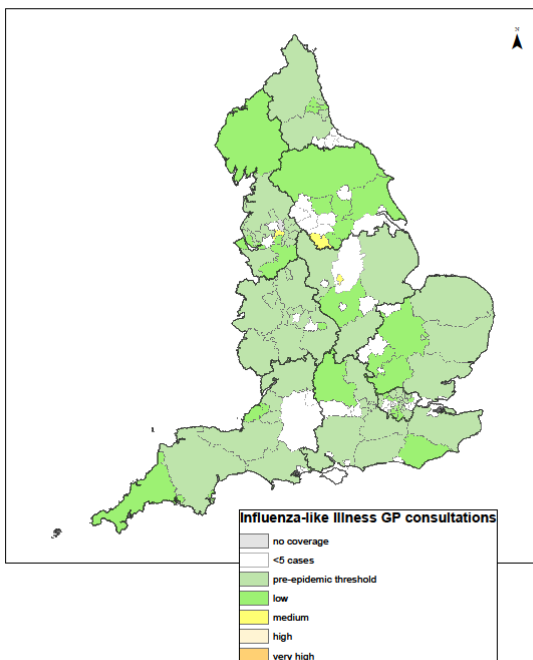 N
Influenza-like Illness GP consultations
no coverage
<5 cases
pre-epidemic threshold
low
medium
high
very high